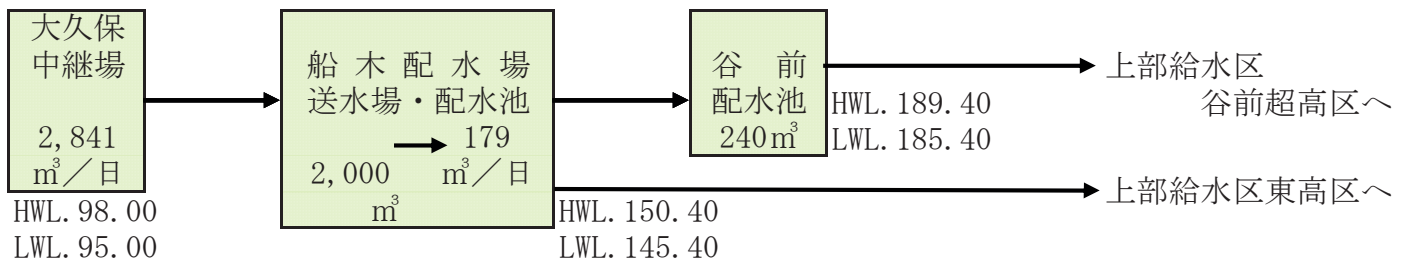 大久保
中継場
2,841
㎥／日
HWL.98.00
LWL.95.00
船木配水場
送水場・配水池
179
2,000 ㎥／日
㎥
HWL.150.40
LWL.145.40
谷前
配水池
240㎥
HWL.189.40
LWL.185.40
上部給水区
谷前超高区へ
上部給水区東高区へ